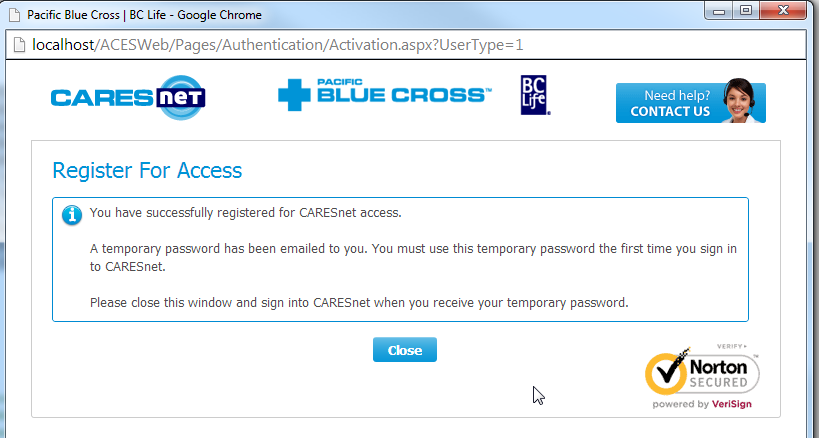 Pacific Blue Cross | BC Life - Google Chrome
localhost/ACESWeb/Pages/Authentication/Activation.aspx?UserType=1
CARESnet
PACIFIC
BLUE CROSS™
BC
Life
Need help?
CONTACT US
Register For Access
You have successfully registered for CARESnet access.
A temporary password has been emailed to you. You must use this temporary password the first time you sign in
to CARESnet.
Please close this window and sign into CARESnet when you receive your temporary password.
Close
VERIFY▸
Norton™
SECURED
powered by VeriSign